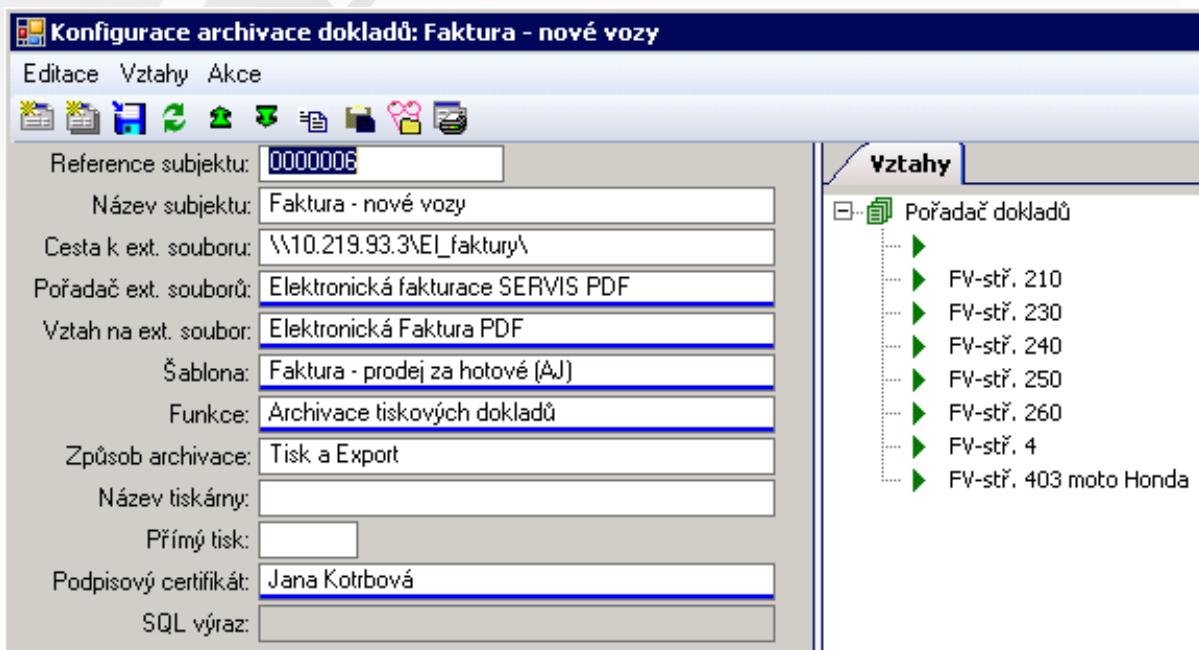 Konfigurace archivace dokladů: Faktura - nové vozy
Editace Vztahy Akce
Reference subjektu: 0000006
Název subjektu: Faktura - nové vozy
Cesta k ext. souboru: \\10.219.93.3\El_faktury\
Pořadač ext. souborů: Elektronická fakturace SERVIS PDF
Vztah na ext. soubor: Elektronická Faktura PDF
Šablona: Faktura - prodej za hotové (AJ)
Funkce: Archivace tiskových dokladů
Způsob archivace: Tisk a Export
Název tiskárny:
Přímý tisk:
Podpisový certifikát: Jana Kotrbová
SQL výraz:
Vztahy
Pořadač dokladů
FV-stř. 210
FV-stř. 230
FV-stř. 240
FV-stř. 250
FV-stř. 260
FV-stř. 4
FV-stř. 403 moto Honda